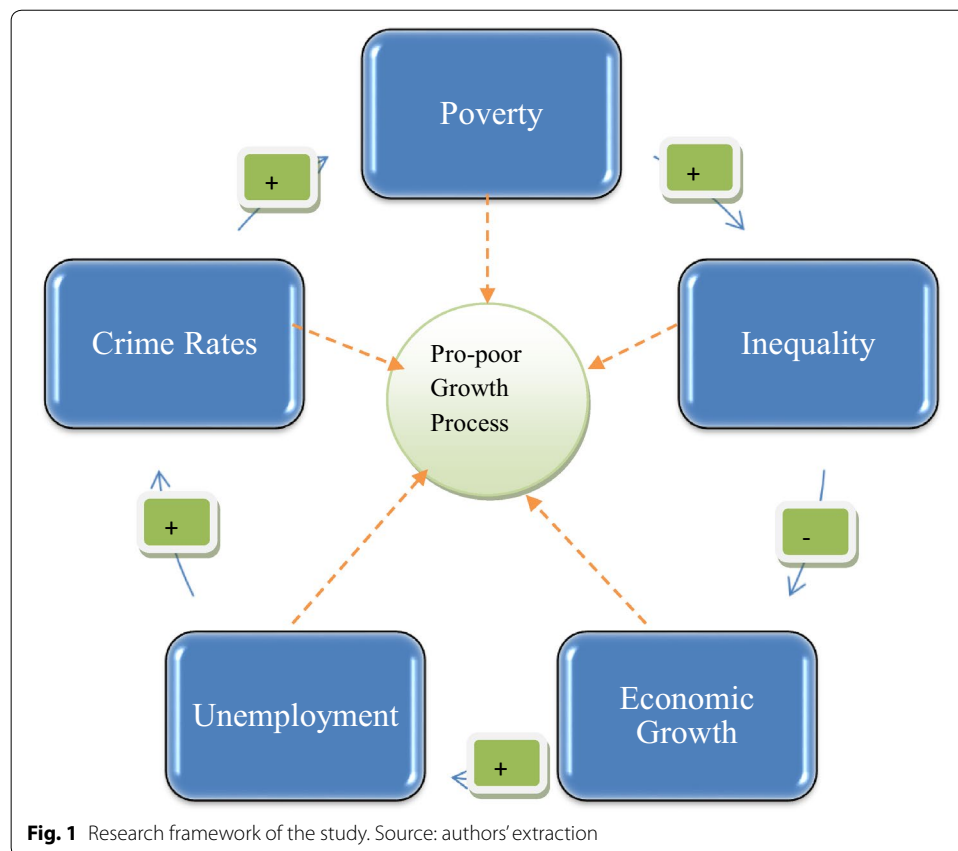 Poverty
+
+
Crime Rates
Inequality
Pro-poor
Growth
Process
+
-
Unemployment
Economic
Growth
+
Fig. 1 Research framework of the study. Source: authors’ extraction